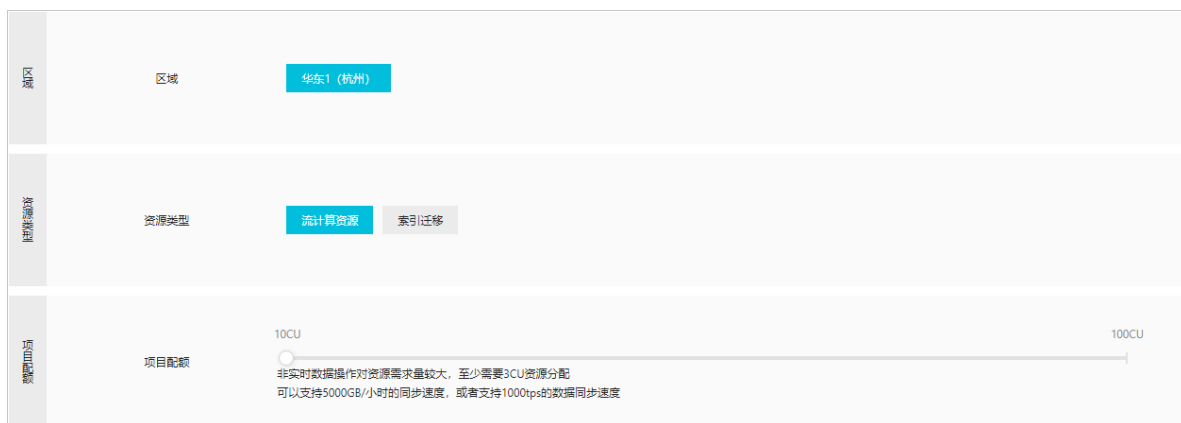 区域
区域
华东1（杭州）
资源类型
资源类型
流计算资源
索引迁移
项目配额
项目配额
10CU
100CU
非实时数据操作对资源需求量较大，至少需要3CU资源分配
可以支持5000GB/小时的同步速度，或者支持1000tps的数据同步速度